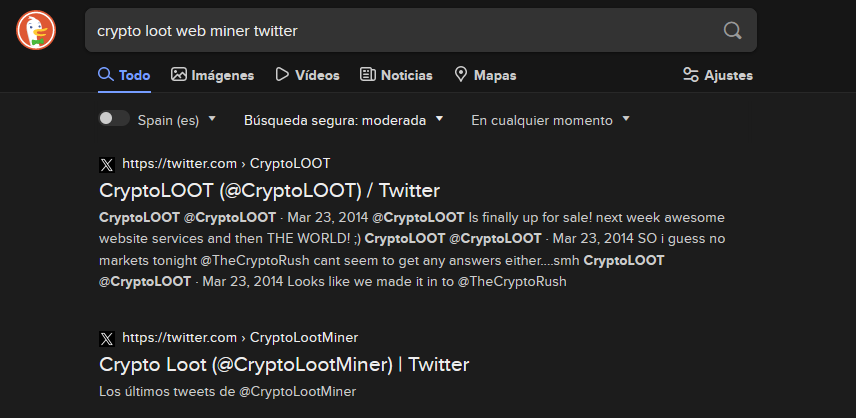 crypto loot web miner twitter
Todo Imágenes Vídeos Noticias Mapas Ajustes
Spain (es) Búsqueda segura: moderada En cualquier momento
https://twitter.com › CryptoLOOT
CryptoLOOT (@CryptoLOOT) / Twitter
CryptoLOOT @CryptoLOOT · Mar 23, 2014 @CryptoLOOT Is finally up for sale! next week awesome
website services and then THE WORLD! ;) CryptoLOOT @CryptoLOOT · Mar 23, 2014 SO i guess no
markets tonight @TheCryptoRush cant seem to get any answers either....smh CryptoLOOT
@CryptoLOOT · Mar 23, 2014 Looks like we made it in to @TheCryptoRush
https://twitter.com › CryptoLootMiner
Crypto Loot (@CryptoLootMiner) | Twitter
Los últimos tweets de @CryptoLootMiner